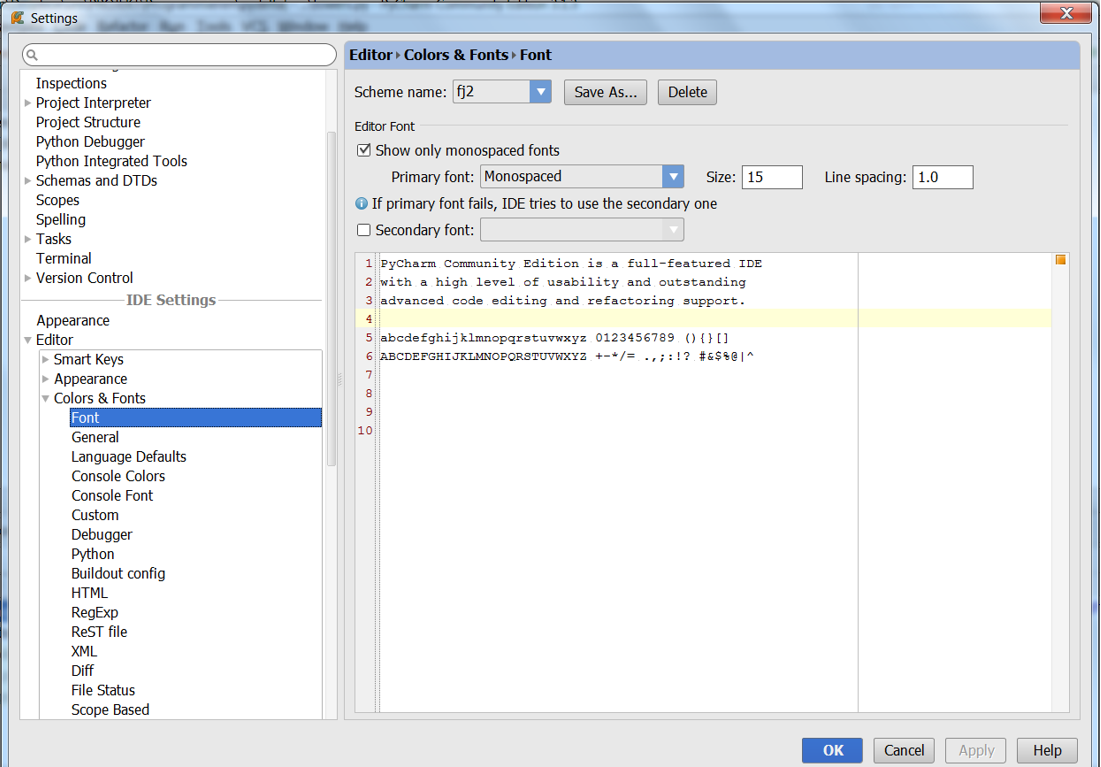 Settings
Editor › Colors & Fonts › Font
Inspections
Project Interpreter
Project Structure
Python Debugger
Python Integrated Tools
Schemas and DTDs
Scopes
Spelling
Tasks
Terminal
Version Control
IDE Settings
Appearance
Editor
Smart Keys
Appearance
Colors & Fonts
Font
General
Language Defaults
Console Colors
Console Font
Custom
Debugger
Python
Buildout config
HTML
RegExp
ReST file
XML
Diff
File Status
Scope Based
Scheme name: fj2 Save As... Delete
Editor Font
Show only monospaced fonts
Primary font: Monospaced Size: 15 Line spacing: 1.0
If primary font fails, IDE tries to use the secondary one
Secondary font:
1 PyCharm Community Edition is a full-featured IDE
2 with a high level of usability and outstanding
3 advanced code editing and refactoring support.
4
5 abcdefghijklmnopqrstuvwxyz 0123456789 (){}[]
6 ABCDEFGHIJKLMNOPQRSTUVWXYZ +-*/= .,;:!? #&$%@|^
7
8
9
10
OK Cancel Apply Help